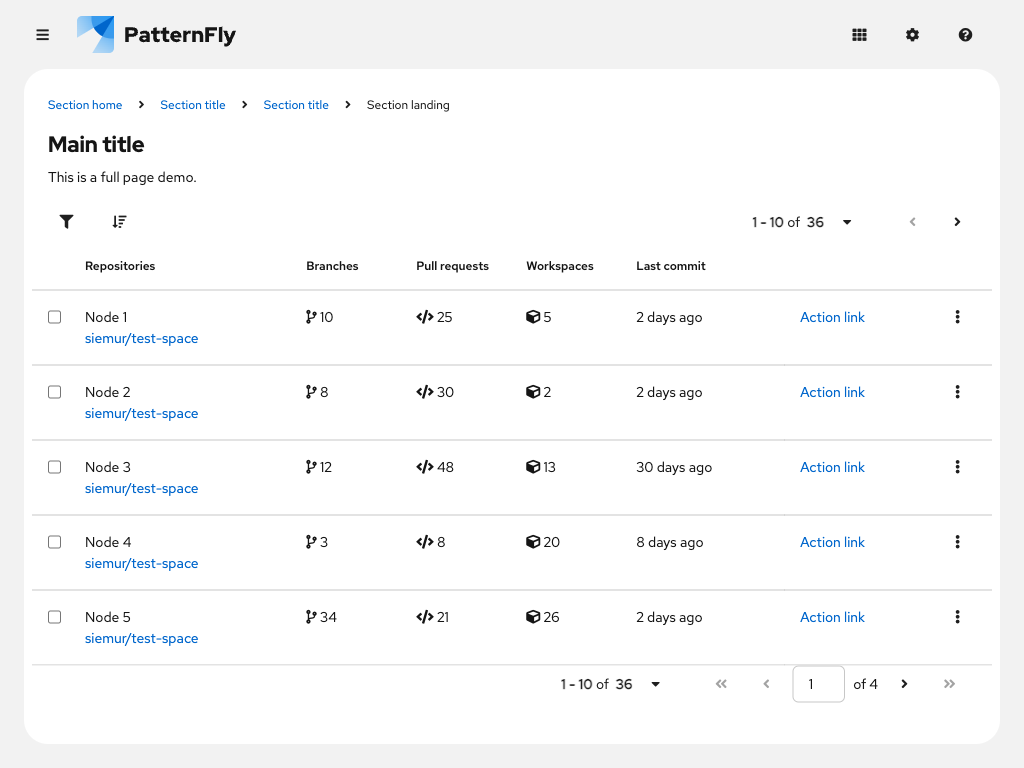 PatternFly
Section home Section title Section title Section landing
Main title
This is a full page demo.
1 - 10 of 36
Repositories Branches Pull requests Workspaces Last commit
Node 1 10 25 5 2 days ago Action link
siemur/test-space
Node 2 8 30 2 2 days ago Action link
siemur/test-space
Node 3 12 48 13 30 days ago Action link
siemur/test-space
Node 4 3 8 20 8 days ago Action link
siemur/test-space
Node 5 34 21 26 2 days ago Action link
siemur/test-space
1 - 10 of 36 1 of 4